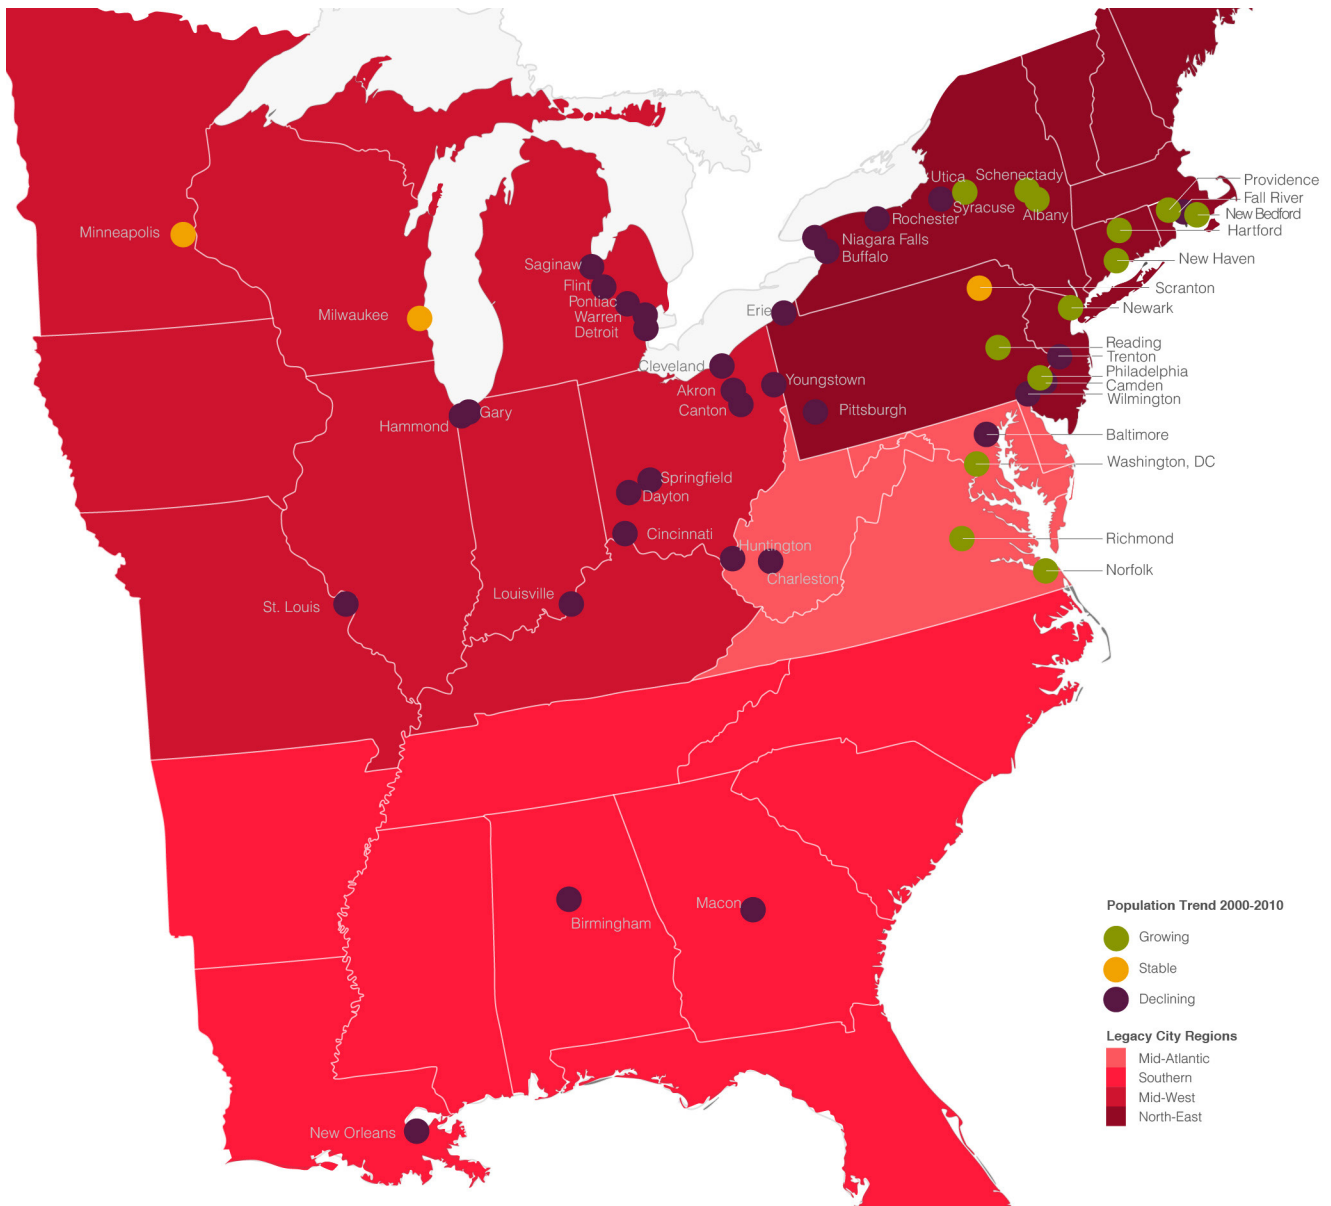 Utica
Schenectady
Providence
Fall River
New Bedford
Hartford
Syracuse
Albany
Rochester
Minneapolis
Niagara Falls
Buffalo
New Haven
Saginaw
Flint
Scranton
Pontiac
Newark
Milwaukee
Warren
Erie
Detroit
Reading
Trenton
Cleveland
Philadelphia
Youngstown
Camden
Akron
Wilmington
Canton
Pittsburgh
Gary
Hammond
Baltimore
Washington, DC
Springfield
Dayton
Cincinnati
Richmond
Huntington
Charleston
Norfolk
Louisville
St. Louis
Macon
Birmingham
New Orleans
Population Trend 2000-2010
Growing
Stable
Declining
Legacy City Regions
Mid-Atlantic
Southern
Mid-West
North-East